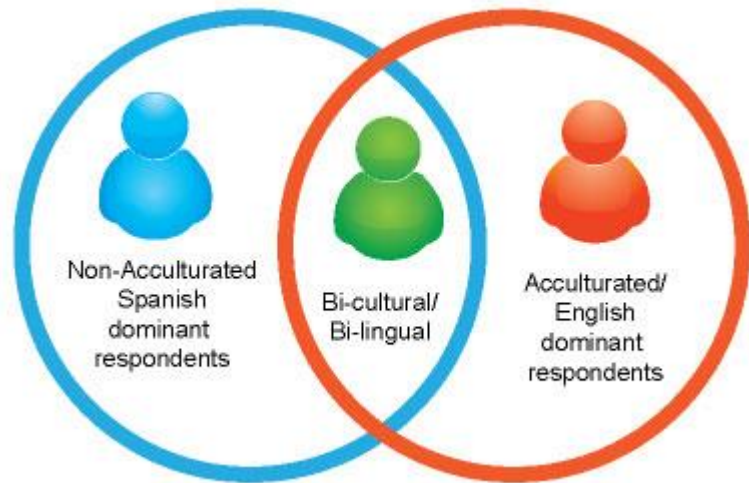 Non-Acculturated
Spanish
dominant
respondents
Bi-cultural/
Bi-lingual
Acculturated/
English
dominant
respondents